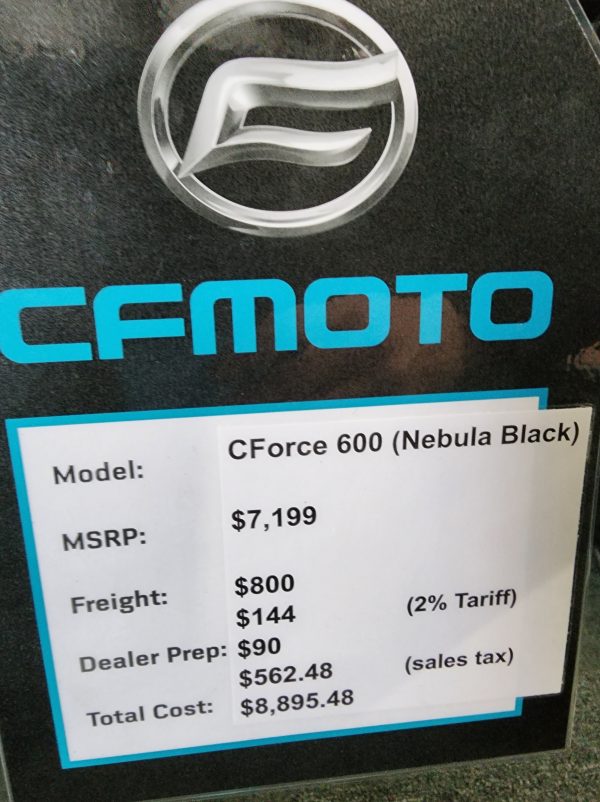 CFMOTO
Model: CForce 600 (Nebula Black)
MSRP: $7,199
Freight: $800
$144 (2% Tariff)
Dealer Prep: $90
$562.48 (sales tax)
Total Cost: $8,895.48